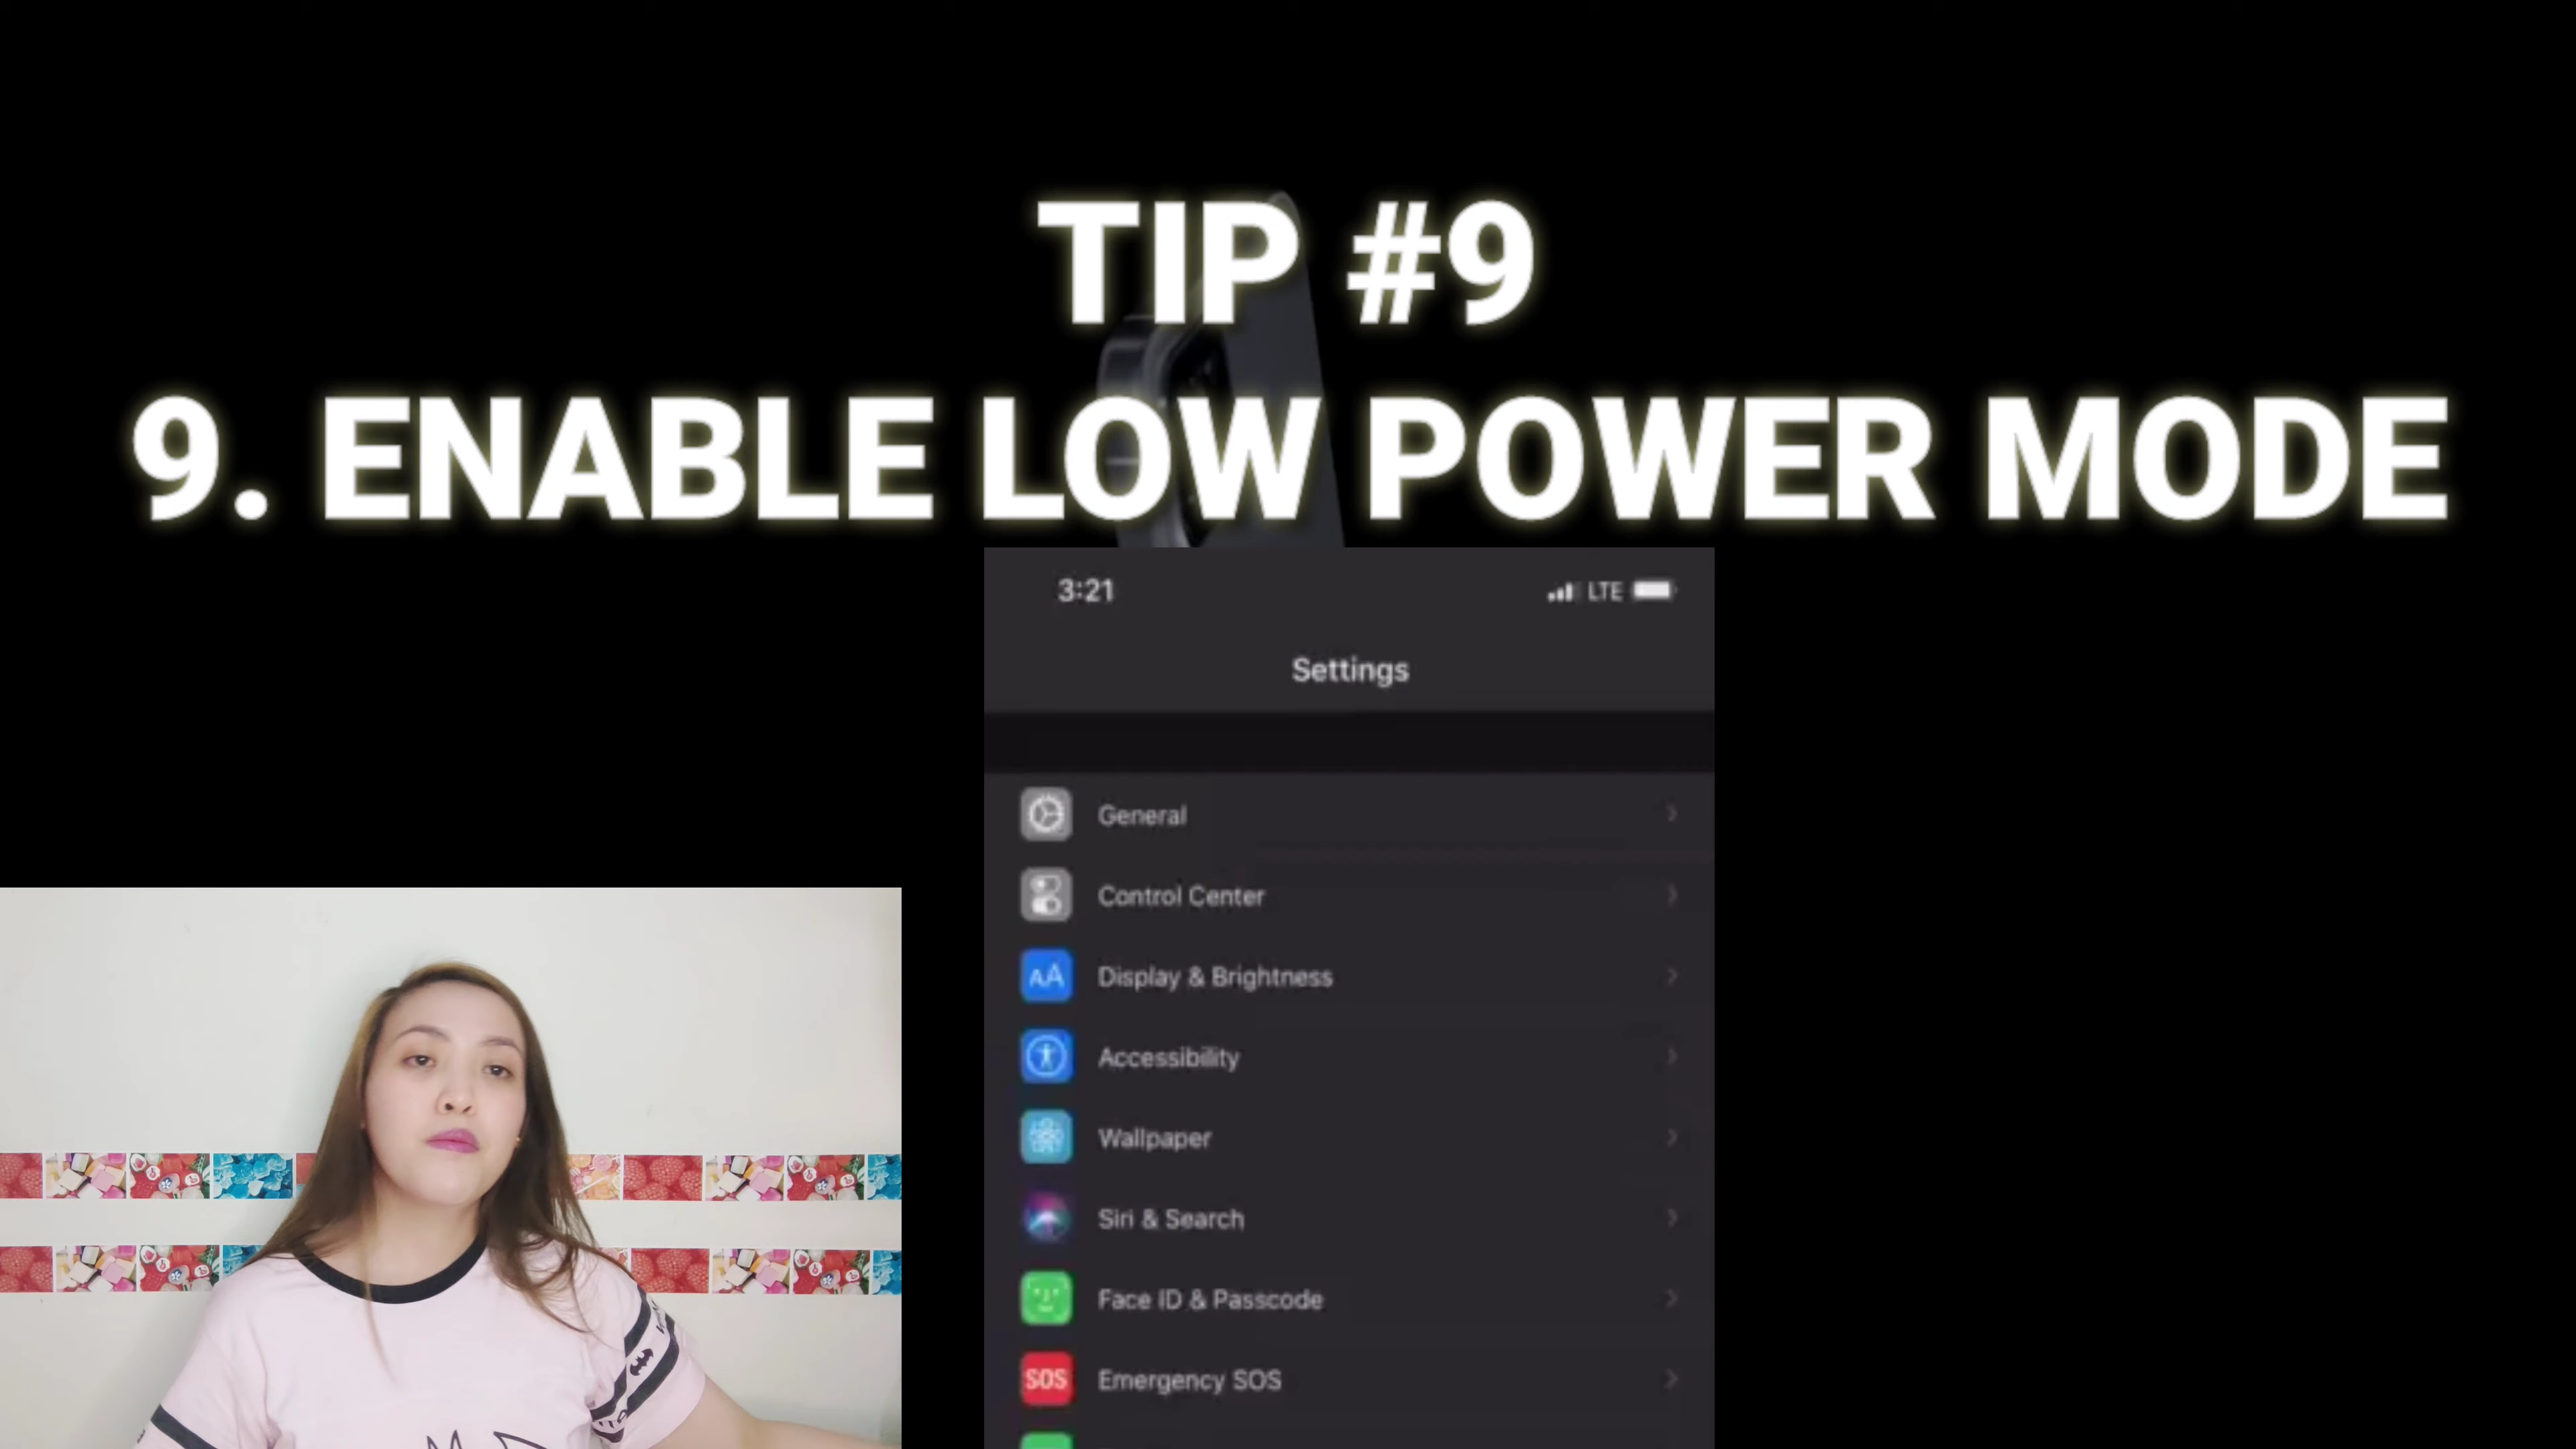 TIP #9
9. ENABLE LOW POWER MODE
3:21
LTE
Settings
General
Control Center
AA Display & Brightness
Accessibility
Wallpaper
Siri & Search
Face ID & Passcode
SOS Emergency SOS